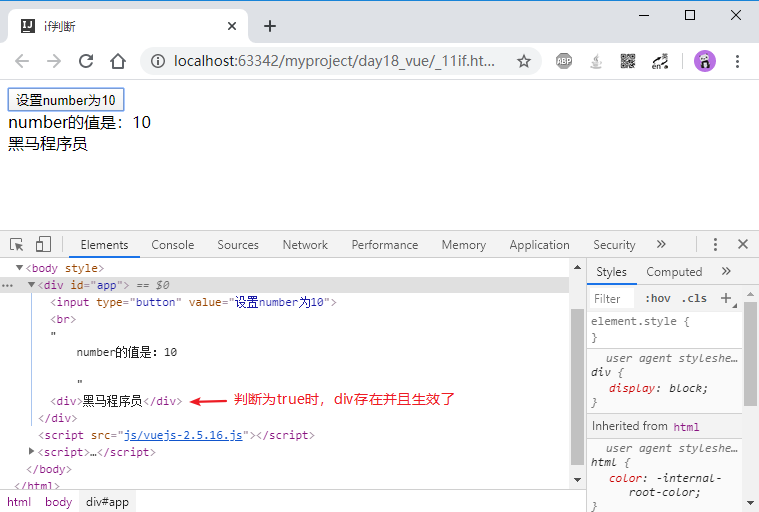 if判断
localhost:63342/myproject/day18_vue/_11if.ht...
ABP
en
设置number为10
number的值是：10
黑马程序员
Elements Console Sources Network Performance Memory Application Security »
<body style>
<div id="app"> == $0
<input type="button" value="设置number为10">
<br>
"
number的值是：10
"
<div>黑马程序员</div> 判断为true时，div存在并且生效了
</div>
<script src="js/vuejs-2.5.16.js"></script>
<script>…</script>
</body>
</html>
html body div#app
Styles Computed »
Filter :hov .cls +
element.style {
}
user agent styleshe…
div {
display: block;
}
Inherited from html
user agent styleshe…
html {
color: -internal-
root-color;
}